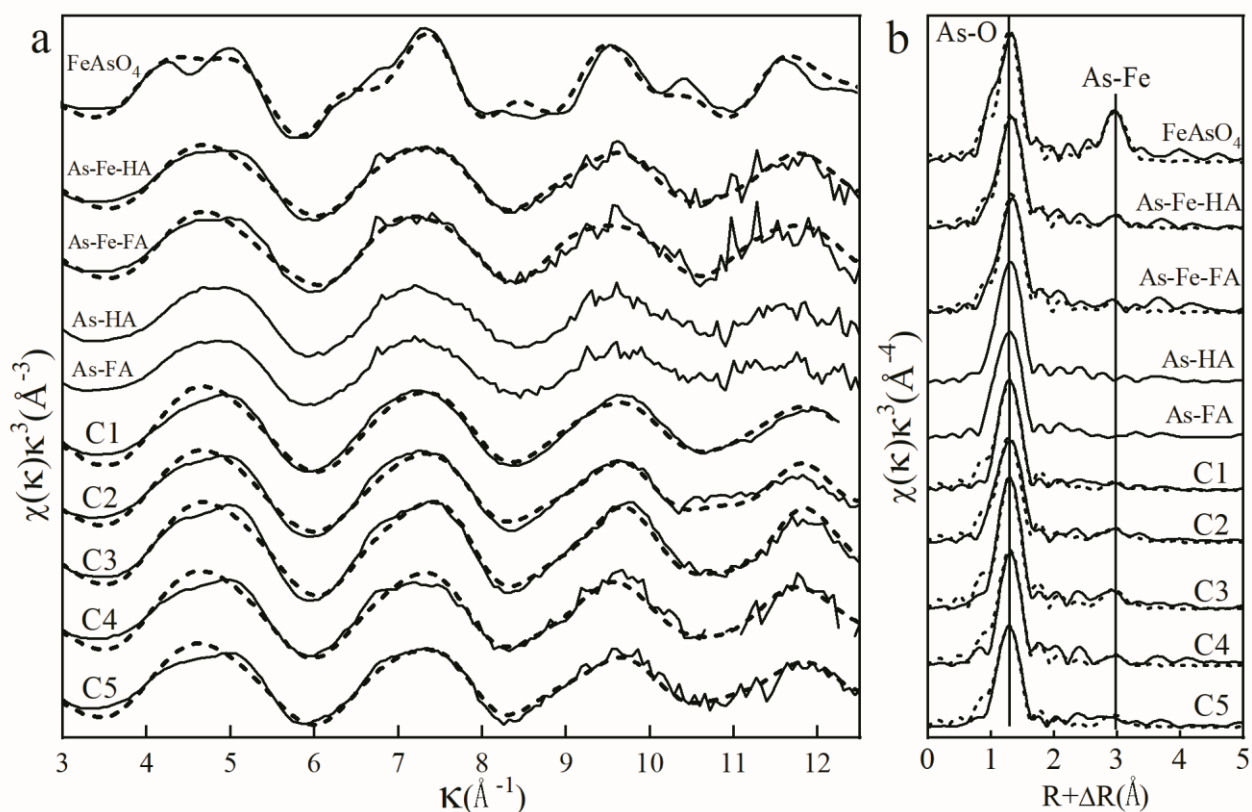 a
FeAsO₄
As-Fe-HA
As-Fe-FA
As-HA
As-FA
C1
C2
C3
C4
C5
χ(κ)κ³(Å⁻³)
3 4 5 6 7 8 9 10 11 12
κ(Å⁻¹)
b
As-O
As-Fe
FeAsO₄
As-Fe-HA
As-Fe-FA
As-HA
As-FA
C1
C2
C3
C4
C5
χ(κ)κ³(Å⁻⁴)
0 1 2 3 4 5
R+ΔR(Å)